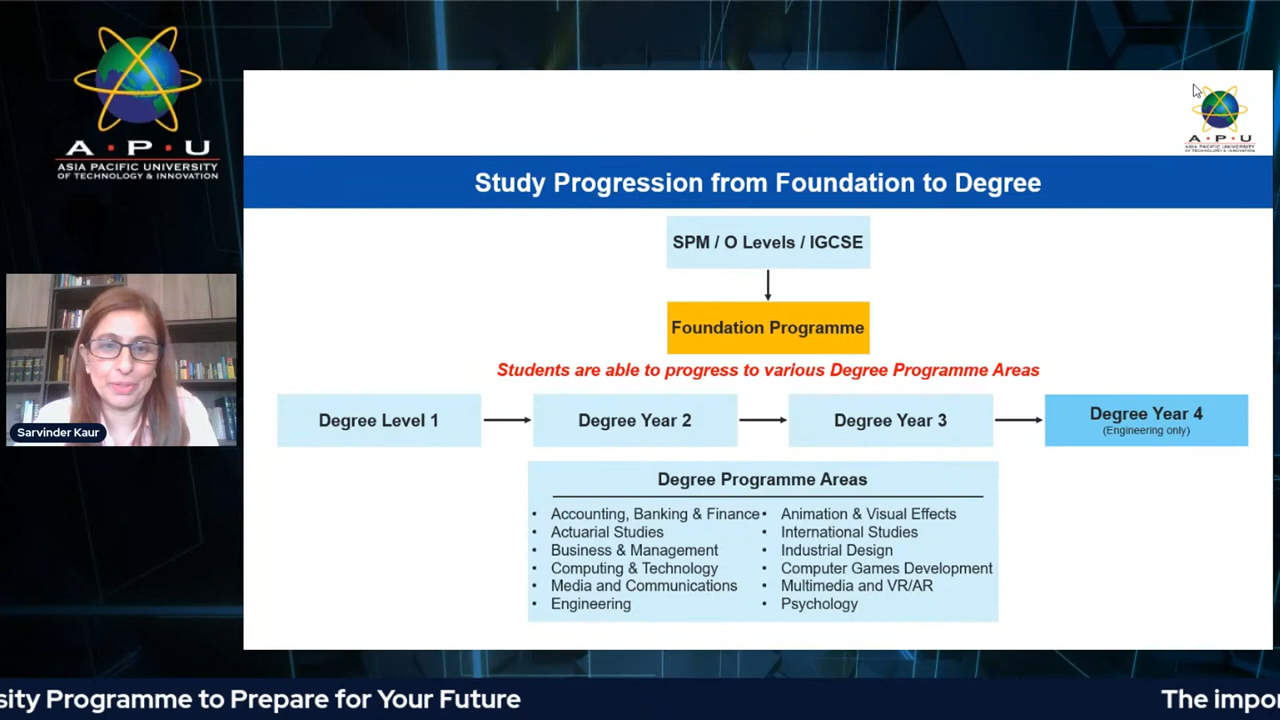 A·P·U
ASIA PACIFIC UNIVERSITY
OF TECHNOLOGY & INNOVATION
A·P·U
ASIA PACIFIC UNIVERSITY
OF TECHNOLOGY & INNOVATION
Study Progression from Foundation to Degree
SPM / O Levels / IGCSE
Foundation Programme
Students are able to progress to various Degree Programme Areas
Degree Level 1
Degree Year 2
Degree Year 3
Degree Year 4
(Engineering only)
Degree Programme Areas
• Accounting, Banking & Finance
• Actuarial Studies
• Business & Management
• Computing & Technology
• Media and Communications
• Engineering
• Animation & Visual Effects
• International Studies
• Industrial Design
• Computer Games Development
• Multimedia and VR/AR
• Psychology
Sarvinder Kaur
sity Programme to Prepare for Your Future
The impor